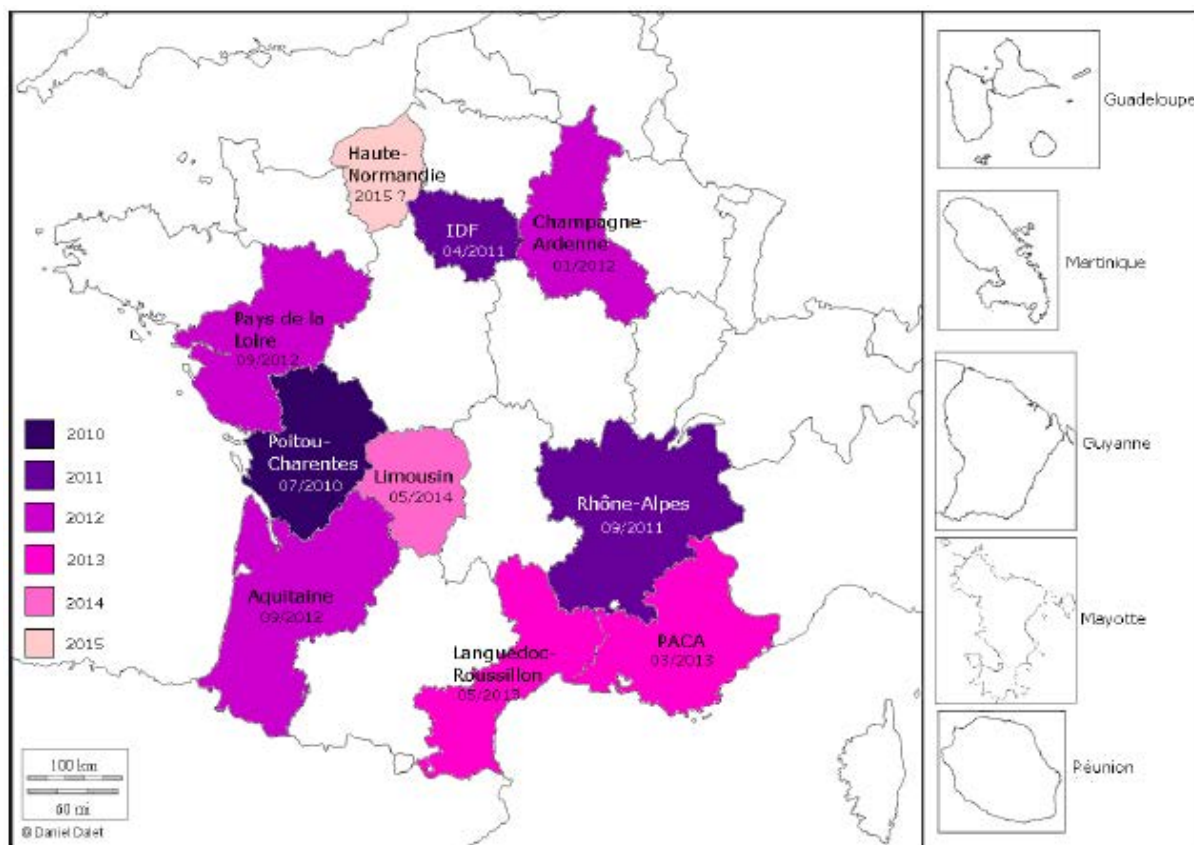 Haute-
Normandie
2015 ?
IDF
04/2011
Champagne-
Ardenne
01/2012
Pays de la
Loire
09/2012
Poitou-
Charentes
07/2010
Limousin
05/2014
Rhône-Alpes
09/2011
Aquitaine
09/2012
Languedoc-
Roussillon
05/2013
PACA
03/2013
2010
2011
2012
2013
2014
2015
100 km
60 mi
© Daniel Dalet
Guadeloupe
Martinique
Guyanne
Mayotte
Réunion